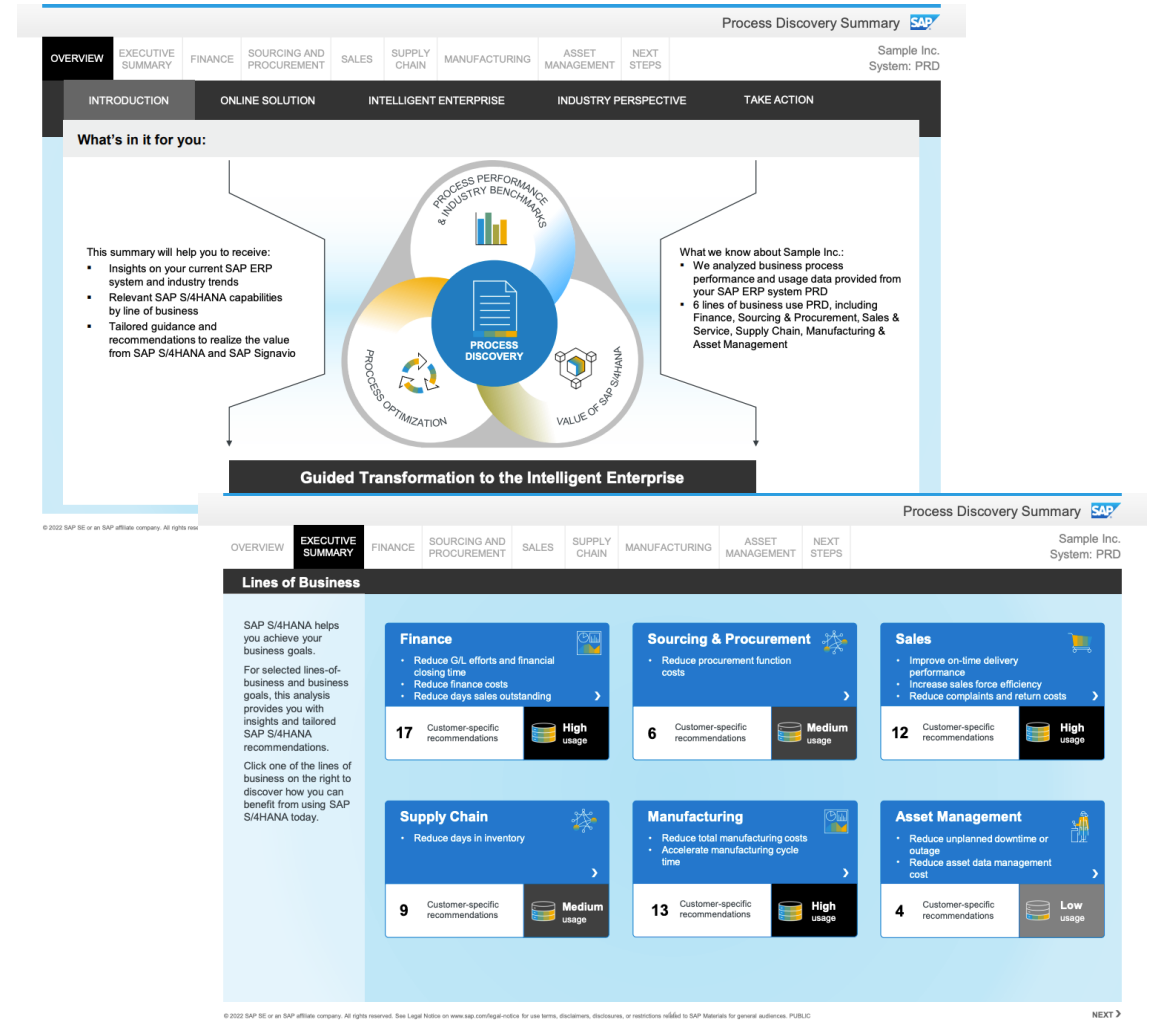 Process Discovery Summary SAP
OVERVIEW
EXECUTIVE
SUMMARY
FINANCE
SOURCING AND
PROCUREMENT
SALES
SUPPLY
CHAIN
MANUFACTURING
ASSET
MANAGEMENT
NEXT
STEPS
Sample Inc.
System: PRD
INTRODUCTION
ONLINE SOLUTION
INTELLIGENT ENTERPRISE
INDUSTRY PERSPECTIVE
TAKE ACTION
What's in it for you:
This summary will help you to receive:
▪ Insights on your current SAP ERP
system and industry trends
▪ Relevant SAP S/4HANA capabilities
by line of business
▪ Tailored guidance and
recommendations to realize the value
from SAP S/4HANA and SAP Signavio
PROCESS PERFORMANCE
& INDUSTRY BENCHMARKS
PROCESS
DISCOVERY
PROCCESS OPTIMIZATION
VALUE OF SAP S/4HANA
What we know about Sample Inc.:
▪ We analyzed business process
performance and usage data provided from
your SAP ERP system PRD
▪ 6 lines of business use PRD, including
Finance, Sourcing & Procurement, Sales &
Service, Supply Chain, Manufacturing &
Asset Management
Guided Transformation to the Intelligent Enterprise
© 2022 SAP SE or an SAP affiliate company. All rights
Process Discovery Summary SAP
OVERVIEW
EXECUTIVE
SUMMARY
FINANCE
SOURCING AND
PROCUREMENT
SALES
SUPPLY
CHAIN
MANUFACTURING
ASSET
MANAGEMENT
NEXT
STEPS
Sample Inc.
System: PRD
Lines of Business
SAP S/4HANA helps
you achieve your
business goals.
For selected lines-of-
business and business
goals, this analysis
provides you with
insights and tailored
SAP S/4HANA
recommendations.
Click one of the lines of
business on the right to
discover how you can
benefit from using SAP
S/4HANA today.
Finance
• Reduce G/L efforts and financial
closing time
• Reduce finance costs
• Reduce days sales outstanding
17
Customer-specific
recommendations
High
usage
Sourcing & Procurement
• Reduce procurement function
costs
6
Customer-specific
recommendations
Medium
usage
Sales
• Improve on-time delivery
performance
• Increase sales force efficiency
• Reduce complaints and return costs
12
Customer-specific
recommendations
High
usage
Supply Chain
• Reduce days in inventory
9
Customer-specific
recommendations
Medium
usage
Manufacturing
• Reduce total manufacturing costs
• Accelerate manufacturing cycle
time
13
Customer-specific
recommendations
High
usage
Asset Management
• Reduce unplanned downtime or
outage
• Reduce asset data management
cost
4
Customer-specific
recommendations
Low
usage
© 2022 SAP SE or an SAP affiliate company. All rights reserved. See Legal Notice on www.sap.com/legal-notice for use terms, disclaimers, disclosures, or restrictions related to SAP Materials for general audiences. PUBLIC
NEXT